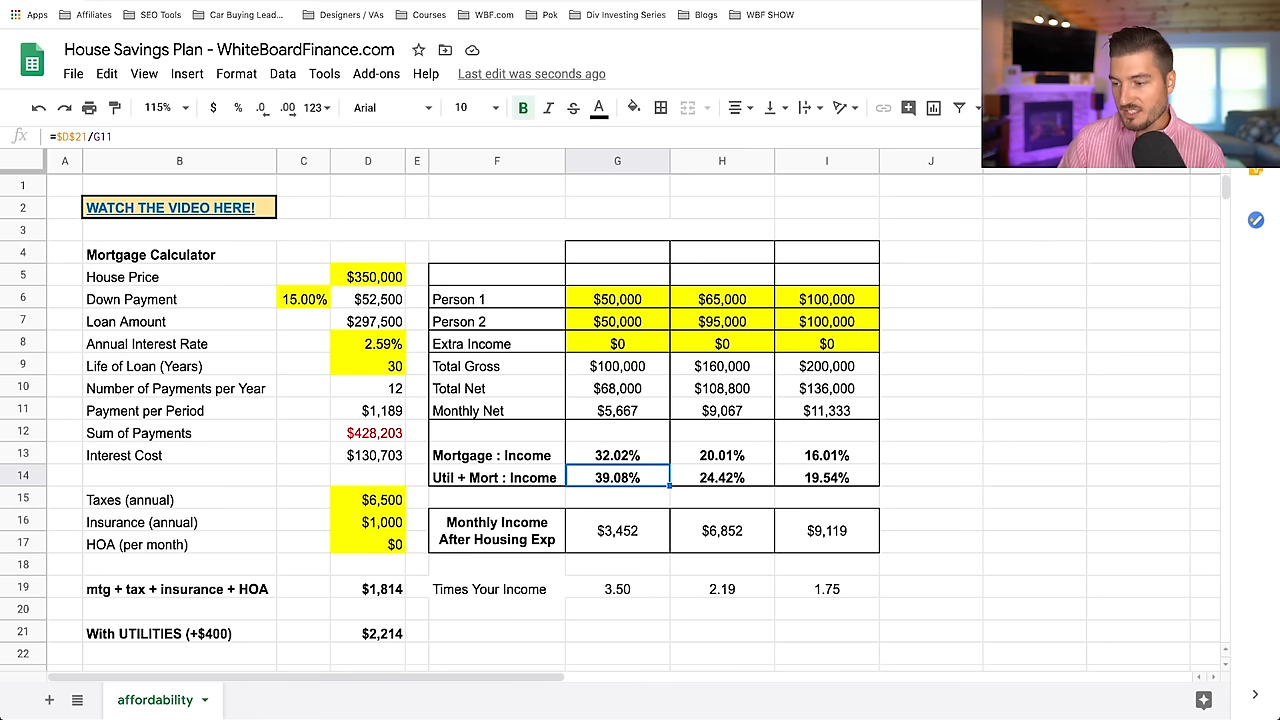 Apps Affiliates SEO Tools Car Buying Lead... Designers / VAs Courses WBF.com Pok Div Investing Series Blogs WBF SHOW
House Savings Plan - WhiteBoardFinance.com
File Edit View Insert Format Data Tools Add-ons Help Last edit was seconds ago
115% $ % .0 .00 123 Arial 10 B I S A
fx =$D$21/G11
A B C D E F G H I J
1
2 WATCH THE VIDEO HERE!
3
4 Mortgage Calculator
5 House Price $350,000
6 Down Payment 15.00% $52,500 Person 1 $50,000 $65,000 $100,000
7 Loan Amount $297,500 Person 2 $50,000 $95,000 $100,000
8 Annual Interest Rate 2.59% Extra Income $0 $0 $0
9 Life of Loan (Years) 30 Total Gross $100,000 $160,000 $200,000
10 Number of Payments per Year 12 Total Net $68,000 $108,800 $136,000
11 Payment per Period $1,189 Monthly Net $5,667 $9,067 $11,333
12 Sum of Payments $428,203
13 Interest Cost $130,703 Mortgage : Income 32.02% 20.01% 16.01%
14 Util + Mort : Income 39.08% 24.42% 19.54%
15 Taxes (annual) $6,500
16 Insurance (annual) $1,000 Monthly Income After Housing Exp $3,452 $6,852 $9,119
17 HOA (per month) $0
18
19 mtg + tax + insurance + HOA $1,814 Times Your Income 3.50 2.19 1.75
20
21 With UTILITIES (+$400) $2,214
22
affordability